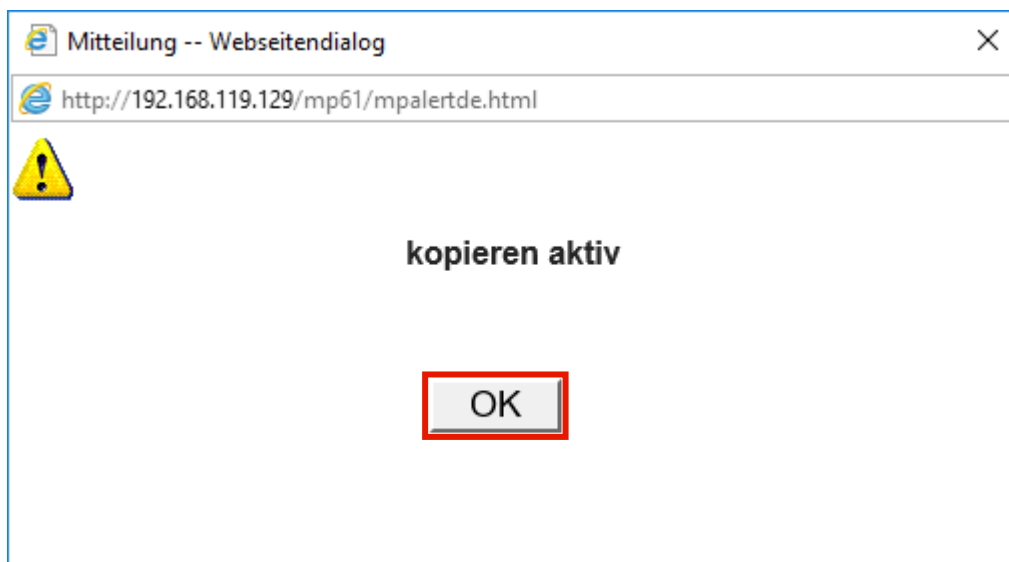 Mitteilung -- Webseitendialog
http://192.168.119.129/mp61/mpalertde.html
kopieren aktiv
OK